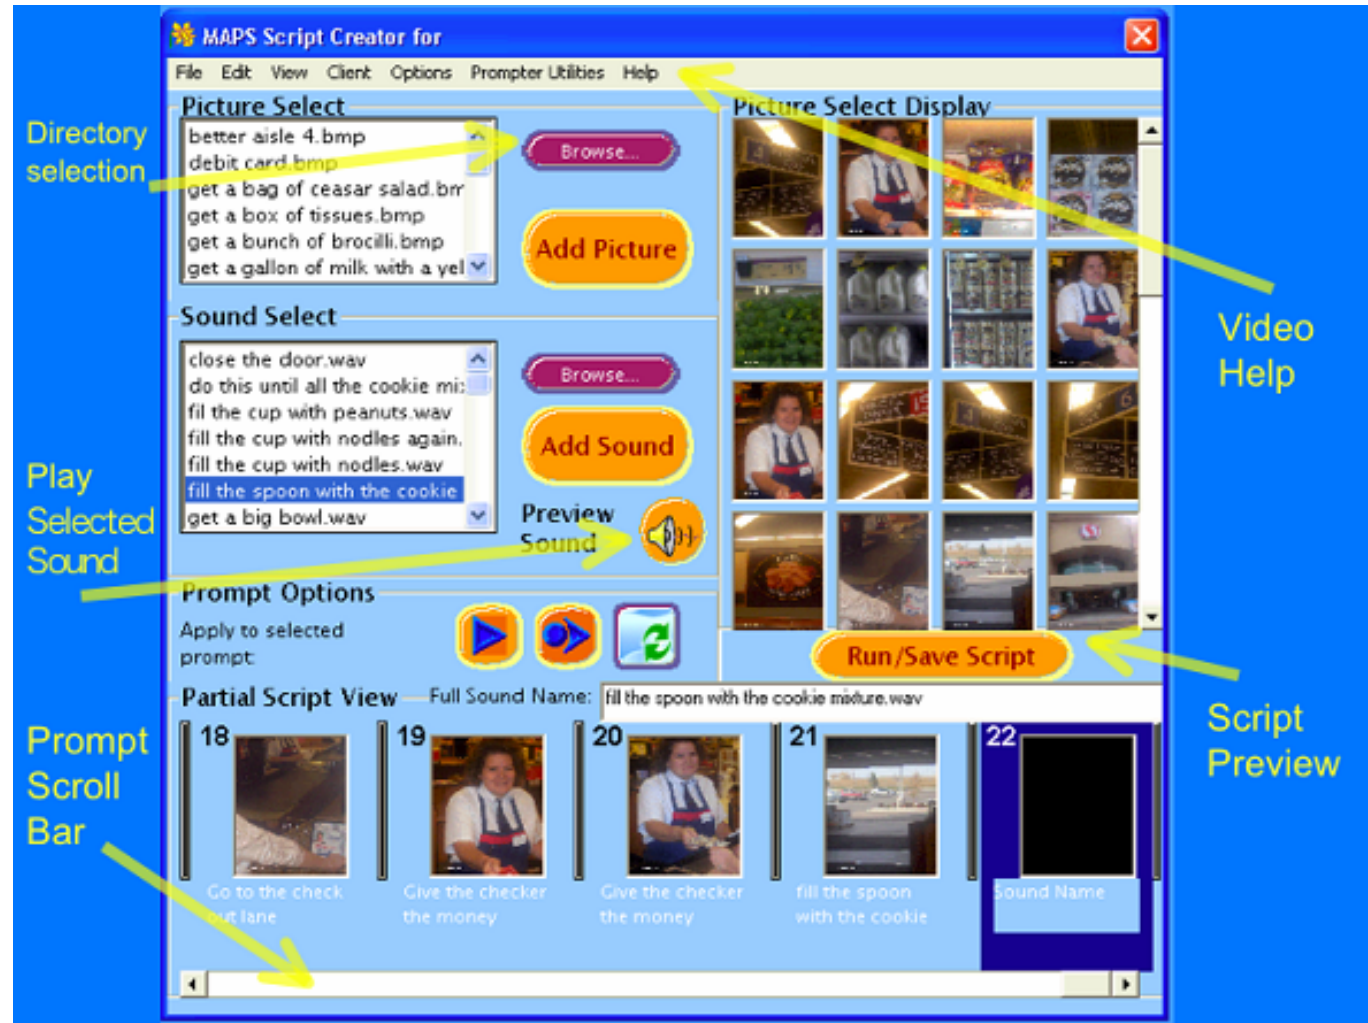 MAPS Script Creator for
File Edit View Client Options Prompter Utilities Help
Picture Select
better aisle 4.bmp
debit card.bmp
get a bag of ceasar salad.bm
get a box of tissues.bmp
get a bunch of brocilli.bmp
get a gallon of milk with a yel
Browse...
Add Picture
Directory
selection
Picture Select Display
Video
Help
Sound Select
close the door.wav
do this until all the cookie mi
fill the cup with peanuts.wav
fill the cup with nodles again.
fill the cup with nodles.wav
fill the spoon with the cookie
get a big bowl.wav
Browse...
Add Sound
Preview
Sound
Play
Selected
Sound
Prompt Options
Apply to selected
prompt:
Run/Save Script
Script
Preview
Partial Script View
Full Sound Name: fill the spoon with the cookie mixture.wav
18
19
20
21
22
Go to the check
out lane
Give the checker
the money
Give the checker
the money
fill the spoon
with the cookie
Sound Name
Prompt
Scroll
Bar